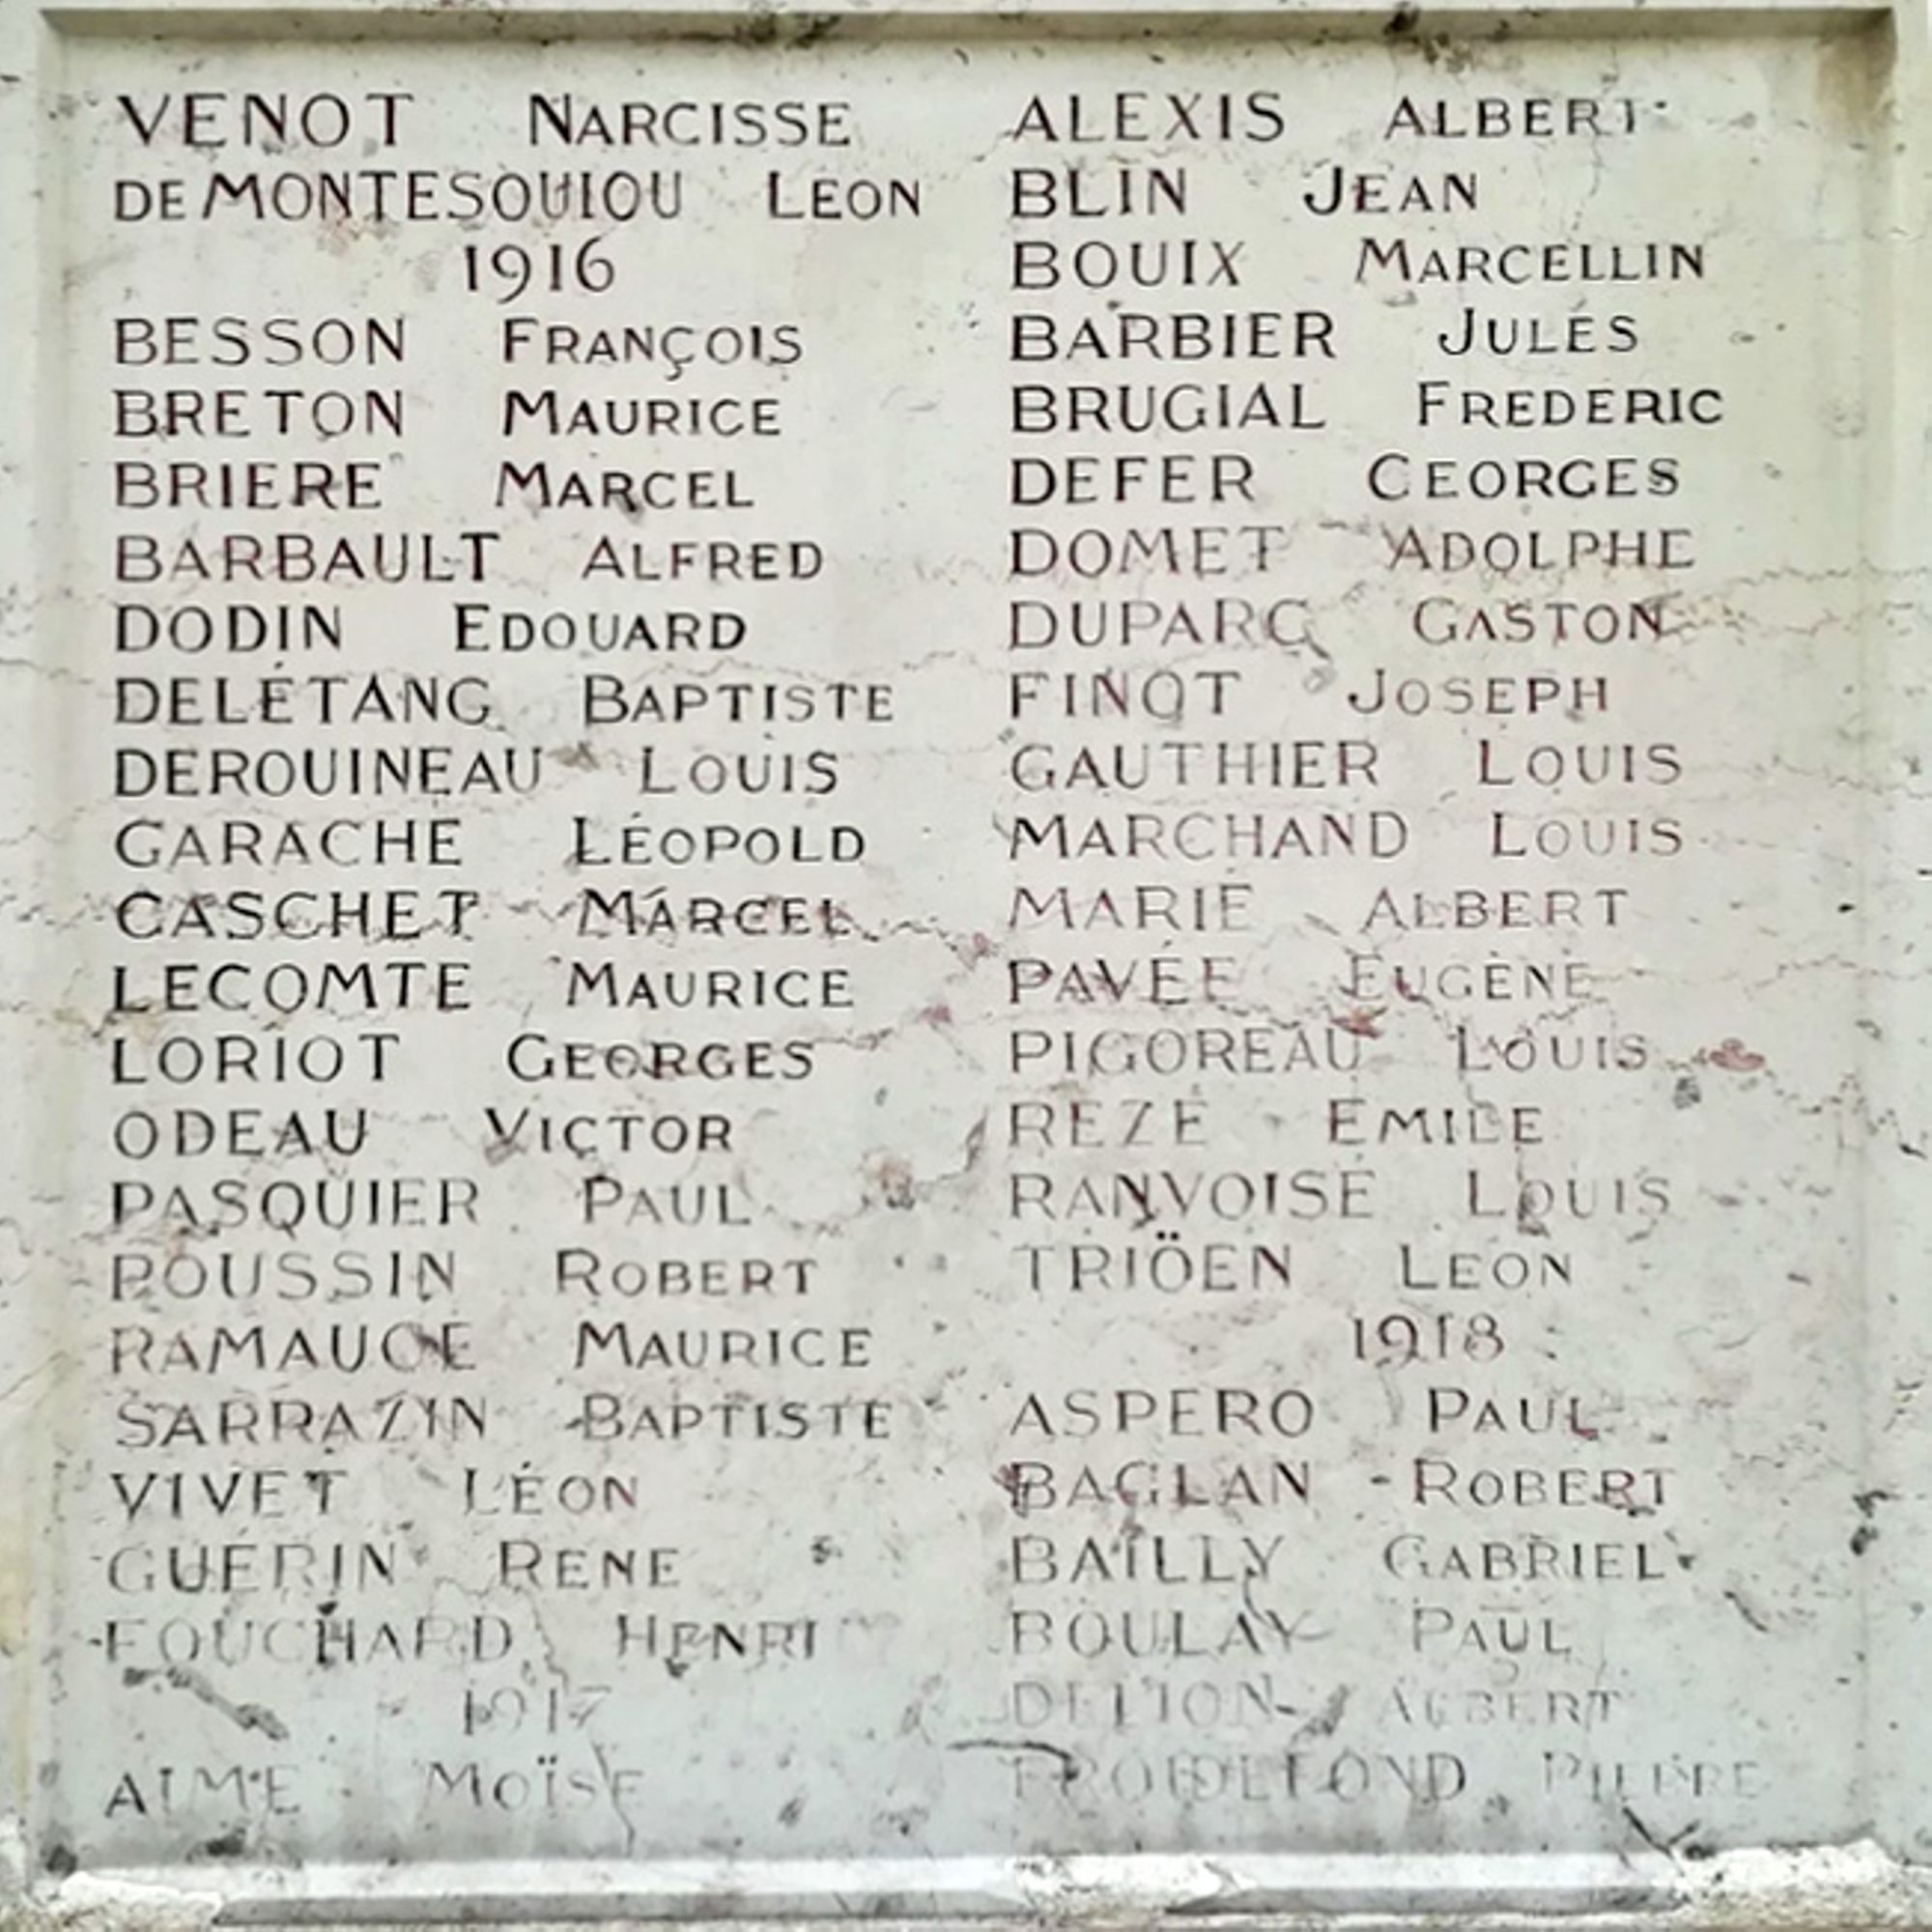 VENOT NARCISSE
DE MONTESQUIOU LEON
1916
BESSON FRANÇOIS
BRETON MAURICE
BRIERE MARCEL
BARBAULT ALFRED
DODIN EDOUARD
DELÉTANG BAPTISTE
DEROUINEAU LOUIS
GARACHE LÉOPOLD
GASCHET MARCEL
LECOMTE MAURICE
LORIOT GEORGES
ODEAU VICTOR
PASQUIER PAUL
POUSSIN ROBERT
RAMAUGE MAURICE
SARRAZIN BAPTISTE
VIVET LÉON
GUERIN RENE
FOUCHARD HENRI
1917
AIME MOÏSE
ALEXIS ALBERT
BLIN JEAN
BOUIX MARCELLIN
BARBIER JULES
BRUGIAL FREDERIC
DEFER GEORGES
DOMET ADOLPHE
DUPARC GASTON
FINOT JOSEPH
GAUTHIER LOUIS
MARCHAND LOUIS
MARIE ALBERT
PAVÉE EUGÈNE
PIGOREAU LOUIS
REZE EMILE
RANVOISE LOUIS
TRIÖEN LEON
1918
ASPERO PAUL
BAGLAN ROBERT
BAILLY GABRIEL
BOULAY PAUL
DELION ALBERT
FROIDEFOND PIERRE